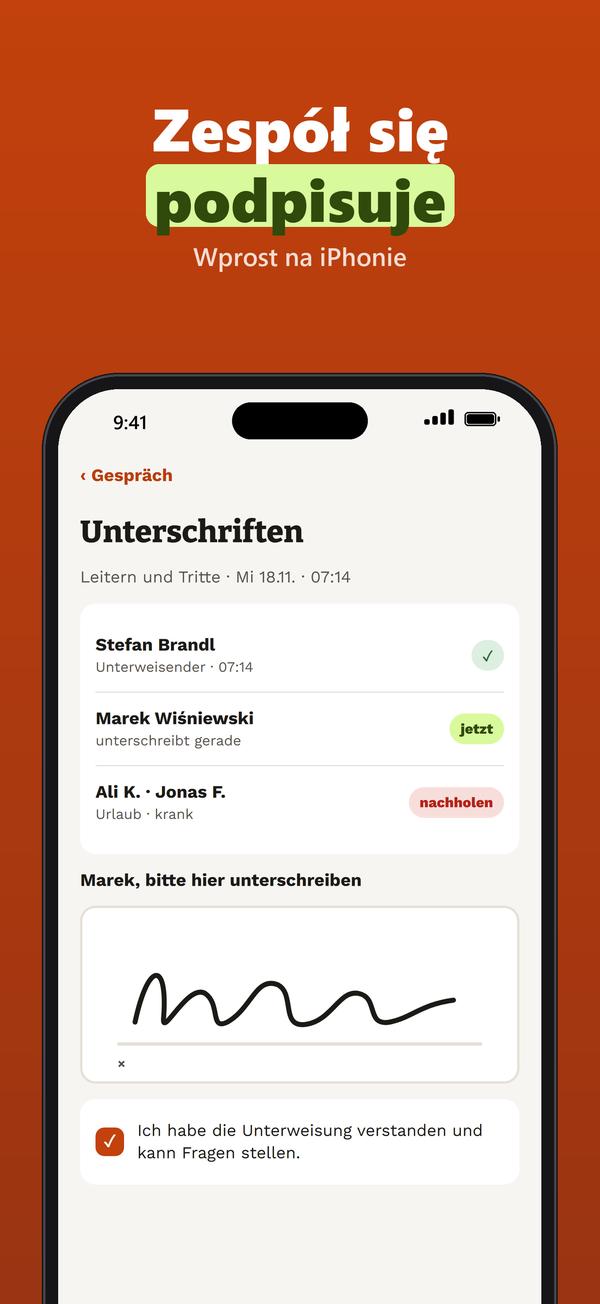 Zespół się
podpisuje
Wprost na iPhonie
9:41
‹ Gespräch
Unterschriften
Leitern und Tritte · Mi 18.11. · 07:14
Stefan Brandl
Unterweisender · 07:14
✓
Marek Wiśniewski
unterschreibt gerade
jetzt
Ali K. · Jonas F.
Urlaub · krank
nachholen
Marek, bitte hier unterschreiben
×
✓
Ich habe die Unterweisung verstanden und
kann Fragen stellen.